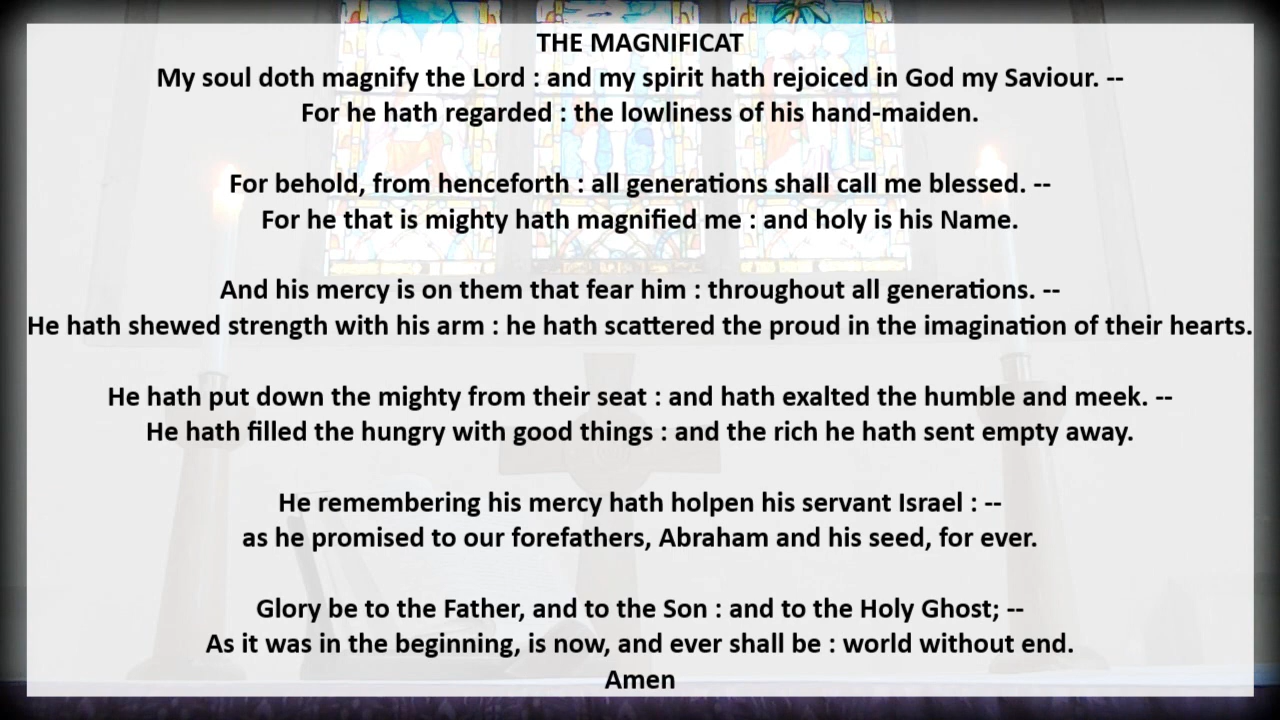 THE MAGNIFICAT
My soul doth magnify the Lord : and my spirit hath rejoiced in God my Saviour. --
For he hath regarded : the lowliness of his hand-maiden.
For behold, from henceforth : all generations shall call me blessed. --
For he that is mighty hath magnified me : and holy is his Name.
And his mercy is on them that fear him : throughout all generations. --
He hath shewed strength with his arm : he hath scattered the proud in the imagination of their hearts.
He hath put down the mighty from their seat : and hath exalted the humble and meek. --
He hath filled the hungry with good things : and the rich he hath sent empty away.
He remembering his mercy hath holpen his servant Israel : --
as he promised to our forefathers, Abraham and his seed, for ever.
Glory be to the Father, and to the Son : and to the Holy Ghost; --
As it was in the beginning, is now, and ever shall be : world without end.
Amen